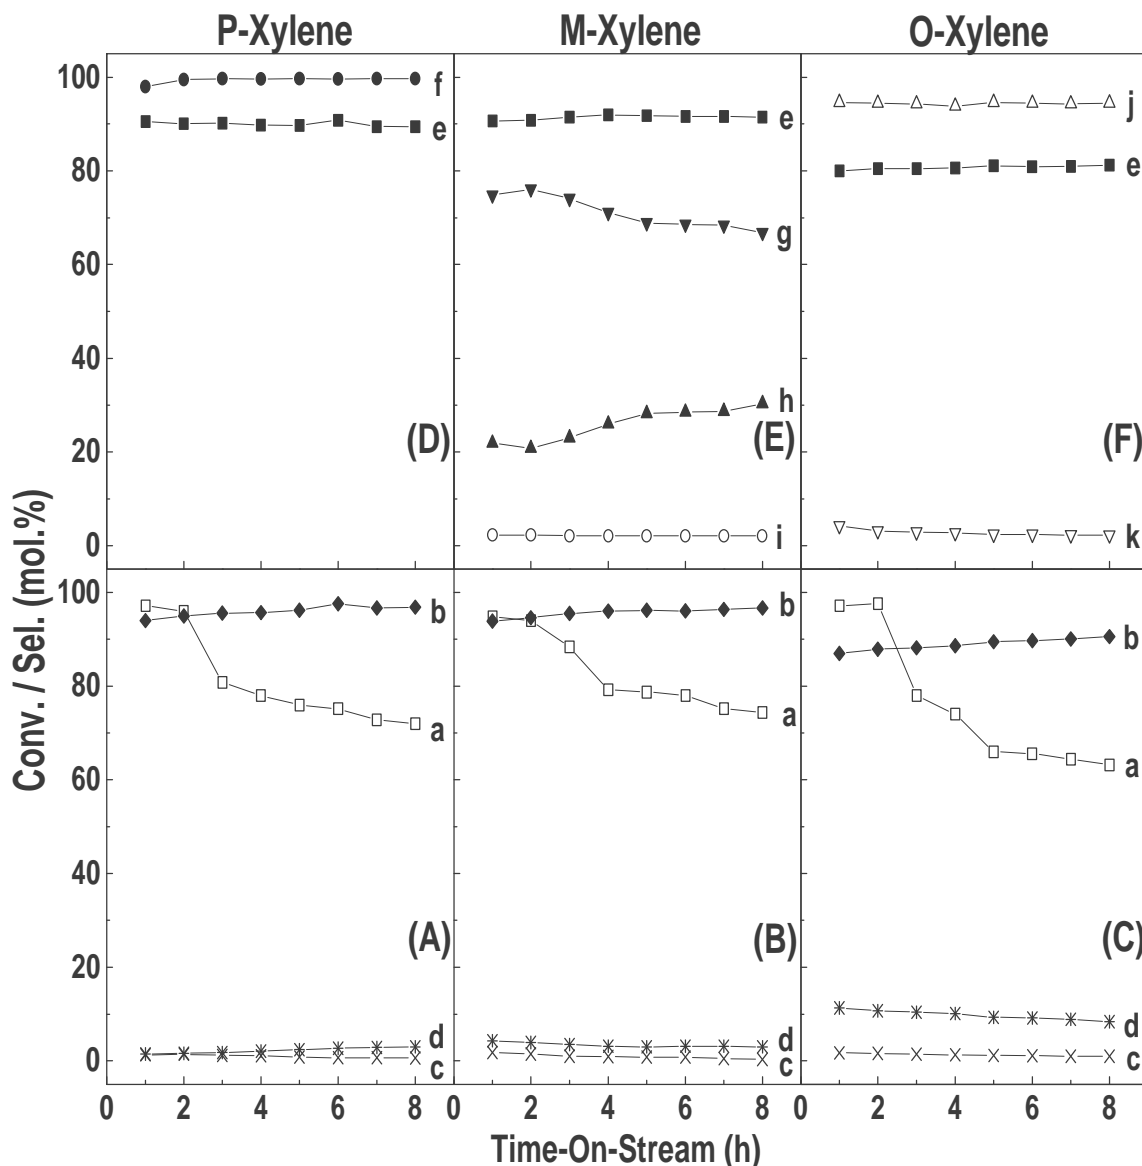 P-Xylene M-Xylene O-Xylene
100 f j
e e e
80
g
60
40
h
(D) (E) (F)
20
0 i k
Conv. / Sel. (mol.%)
100 b b b
80
a a a
60
40
(A) (B) (C)
20
d d d
0 c c c
0 2 4 6 8 0 2 4 6 8 0 2 4 6 8
Time-On-Stream (h)